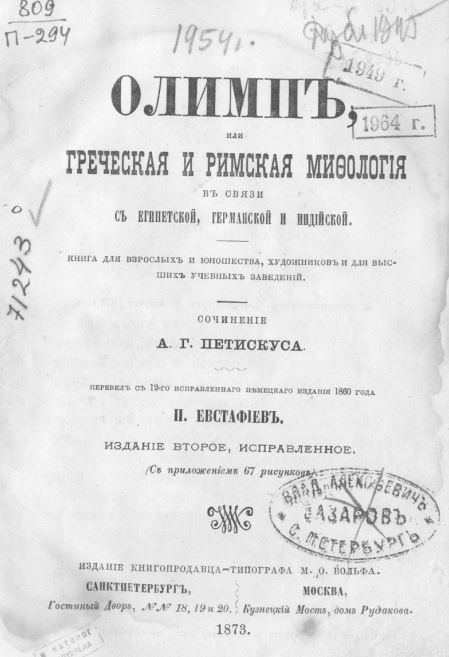 809
П-294
1954г.
1949 г.
1964 г.
ОЛИМПЪ,
или
ГРЕЧЕСКАЯ И РИМСКАЯ МИѲОЛОГІЯ
ВЪ СВЯЗИ
СЪ ЕГИПЕТСКОЙ, ГЕРМАНСКОЙ И ИНДІЙСКОЙ.
71243
КНИГА ДЛЯ ВЗРОСЛЫХЪ И ЮНОШЕСТВА, ХУДОЖНИКОВЪ И ДЛЯ ВЫС-
ШИХЪ УЧЕБНЫХЪ ЗАВЕДЕНІЙ.
СОЧИНЕНІЕ
А. Г. ПЕТИСКУСА.
ПЕРЕВЕЛЪ СЪ 12-ГО ИСПРАВЛЕННАГО НѢМЕЦКАГО ИЗДАНІЯ 1860 ГОДА
П. ЕВСТАФІЕВЪ.
ИЗДАНІЕ ВТОРОЕ, ИСПРАВЛЕННОЕ.
(Съ приложеніемъ 67 рисунковъ)
ВЛАД. АЛЕКСѢЕВИЧЪ
ЛАЗАРОВЪ
С. ПЕТЕРБУРГЪ
ИЗДАНІЕ КНИГОПРОДАВЦА-ТИПОГРАФА М. О. ВОЛЬФА.
САНКТПЕТЕРБУРГЪ, МОСКВА,
Гостиный Дворъ, №№ 18, 19 и 20. Кузнецкій Мостъ, домъ Рудакова.
1873.